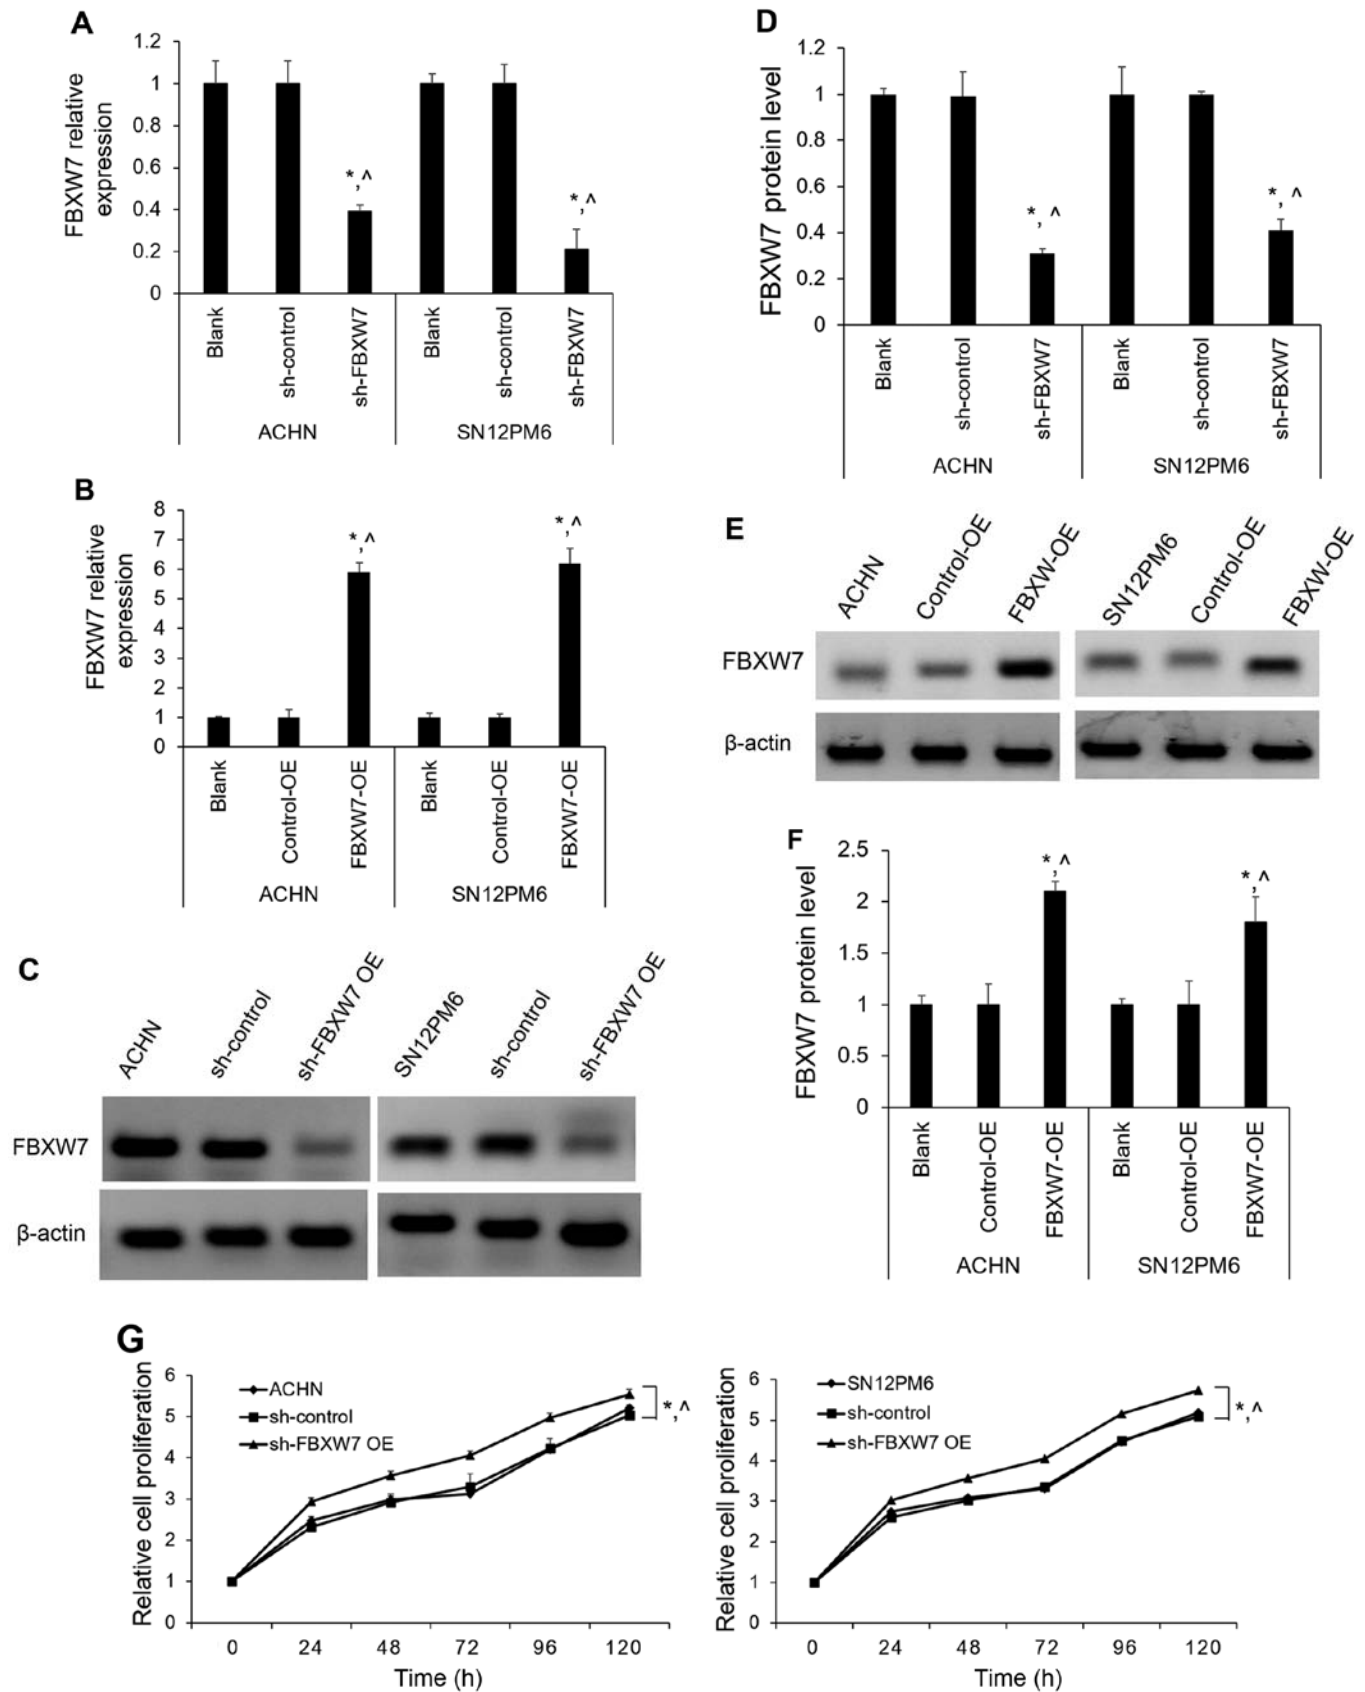 A
1.2
1
0.8
0.6
0.4
0.2
0
FBXW7 relative
expression
*,^
*,^
Blank
sh-control
sh-FBXW7
Blank
sh-control
sh-FBXW7
ACHN
SN12PM6
B
8
7
6
5
4
3
2
1
0
FBXW7 relative
expression
*,^
*,^
Blank
Control-OE
FBXW7-OE
Blank
Control-OE
FBXW7-OE
ACHN
SN12PM6
C
ACHN
sh-control
sh-FBXW7 OE
SN12PM6
sh-control
sh-FBXW7 OE
FBXW7
β-actin
D
1.2
1
0.8
0.6
0.4
0.2
0
FBXW7 protein level
*, ^
*, ^
Blank
sh-control
sh-FBXW7
Blank
sh-control
sh-FBXW7
ACHN
SN12PM6
E
ACHN
Control-OE
FBXW-OE
SN12PM6
Control-OE
FBXW-OE
FBXW7
β-actin
F
2.5
2
1.5
1
0.5
0
FBXW7 protein level
*,^
*,^
Blank
Control-OE
FBXW7-OE
Blank
Control-OE
FBXW7-OE
ACHN
SN12PM6
G
6
5
4
3
2
1
0
Relative cell proliferation
ACHN
sh-control
sh-FBXW7 OE
*,^
0 24 48 72 96 120
Time (h)
6
5
4
3
2
1
0
Relative cell proliferation
SN12PM6
sh-control
sh-FBXW7 OE
*,^
0 24 48 72 96 120
Time (h)